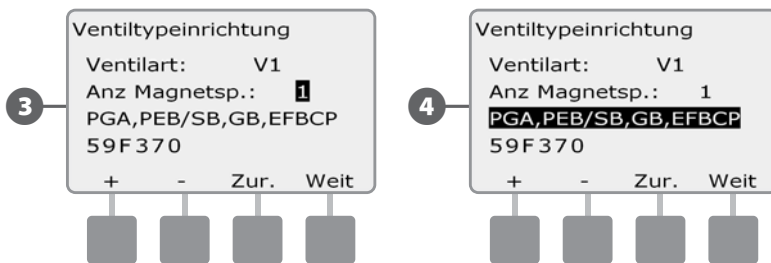 3
Ventiltypeinrichtung
Ventilart: V1
Anz Magnetsp.: 1
PGA,PEB/SB,GB,EFBCP
59F370
+ - Zur. Weit
4
Ventiltypeinrichtung
Ventilart: V1
Anz Magnetsp.: 1
PGA,PEB/SB,GB,EFBCP
59F370
+ - Zur. Weit